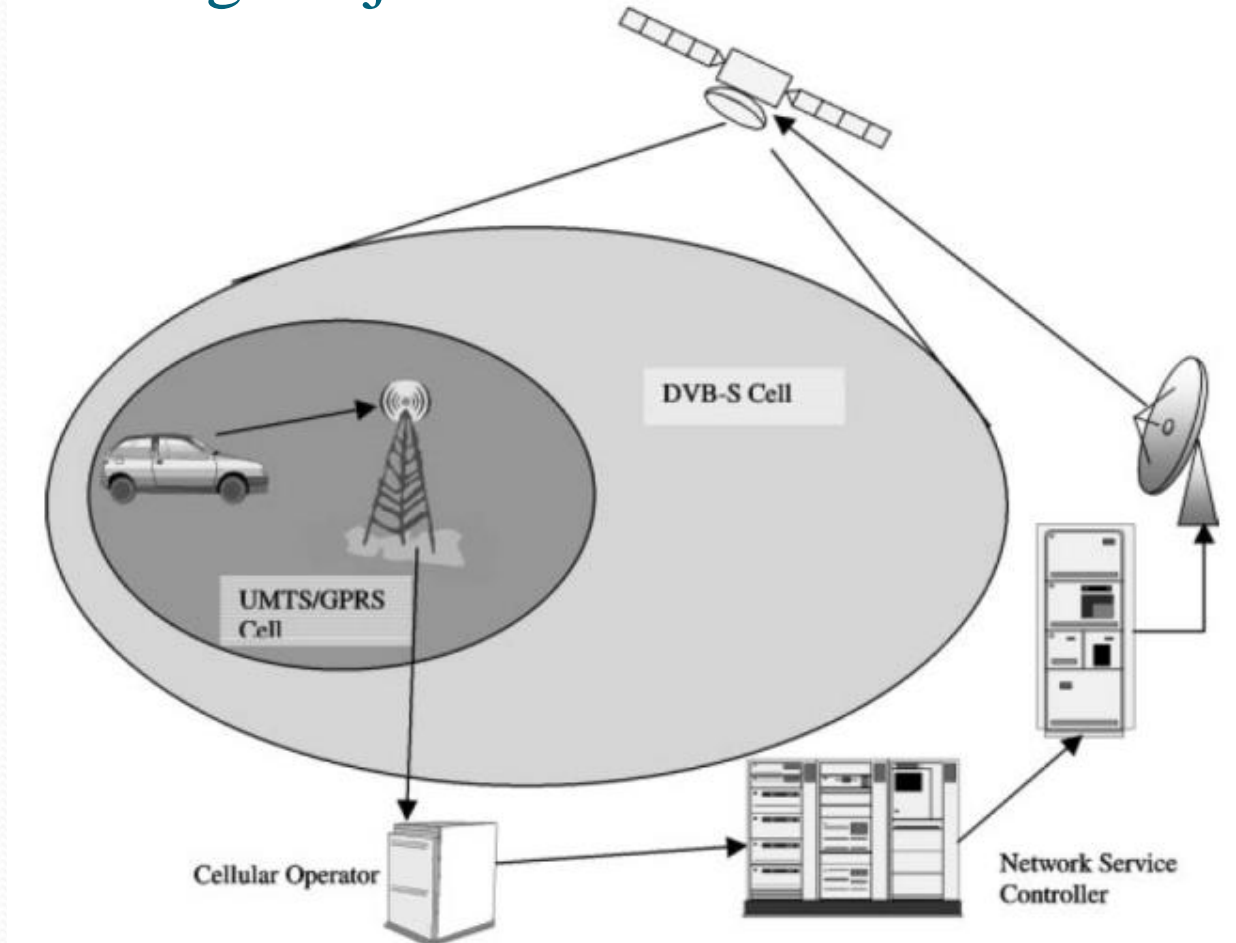 DVB-S Cell
UMTS/GPRS
Cell
Cellular Operator
Network Service
Controller